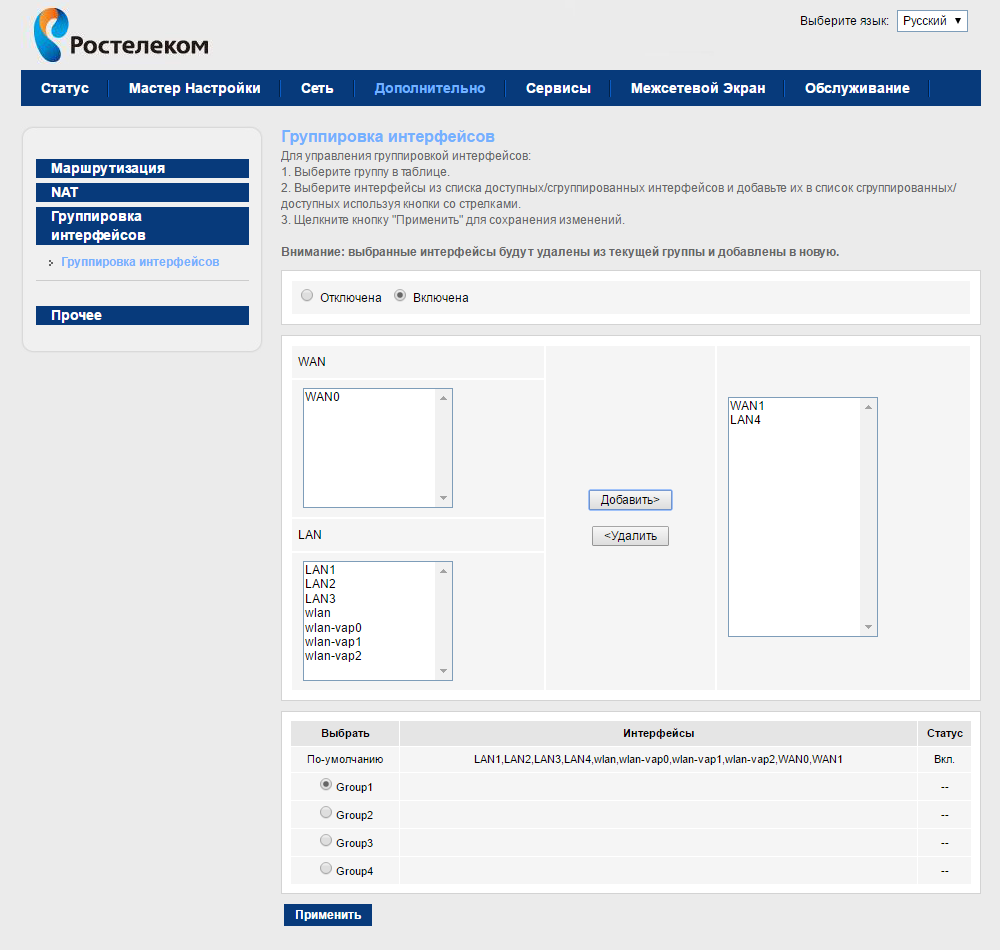 Ростелеком
Выберите язык: Русский
Статус Мастер Настройки Сеть Дополнительно Сервисы Межсетевой Экран Обслуживание
Маршрутизация
NAT
Группировка
интерфейсов
Группировка интерфейсов
Прочее
Группировка интерфейсов
Для управления группировкой интерфейсов:
1. Выберите группу в таблице.
2. Выберите интерфейсы из списка доступных/сгруппированных интерфейсов и добавьте их в список сгруппированных/
доступных используя кнопки со стрелками.
3. Щелкните кнопку "Применить" для сохранения изменений.
Внимание: выбранные интерфейсы будут удалены из текущей группы и добавлены в новую.
Отключена Включена
WAN
WAN0
LAN
LAN1
LAN2
LAN3
wlan
wlan-vap0
wlan-vap1
wlan-vap2
Добавить>
<Удалить
WAN1
LAN4
Выбрать Интерфейсы Статус
По-умолчанию LAN1,LAN2,LAN3,LAN4,wlan,wlan-vap0,wlan-vap1,wlan-vap2,WAN0,WAN1 Вкл.
Group1 --
Group2 --
Group3 --
Group4 --
Применить